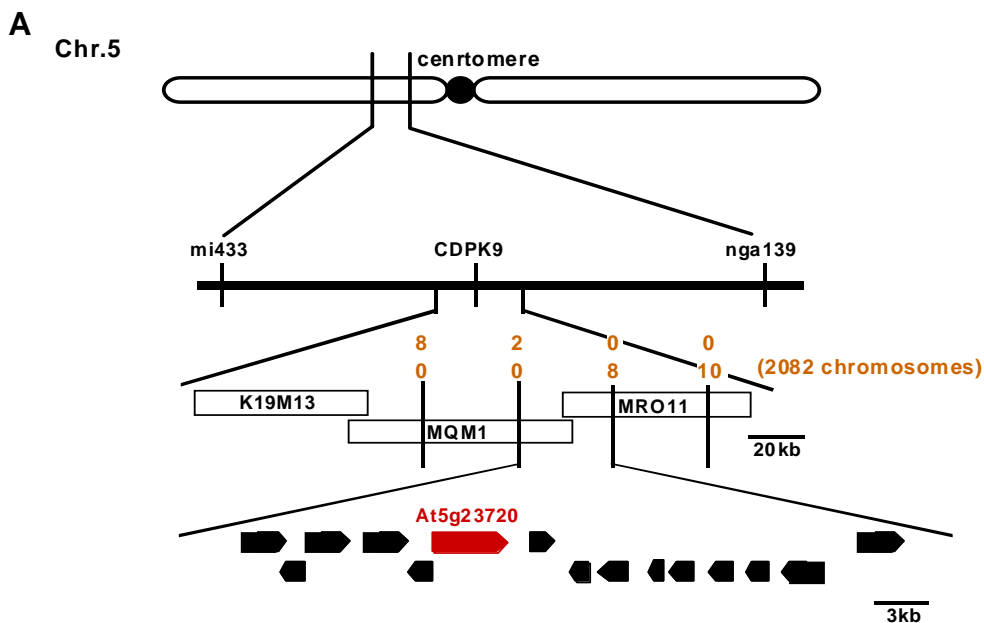 A
Chr.5
cenrtomere
mi433
CDPK9
nga139
8 2 0 0
0 0 8 10 (2082 chromosomes)
K19M13
MRO11
MQM1
20kb
At5g23720
3kb